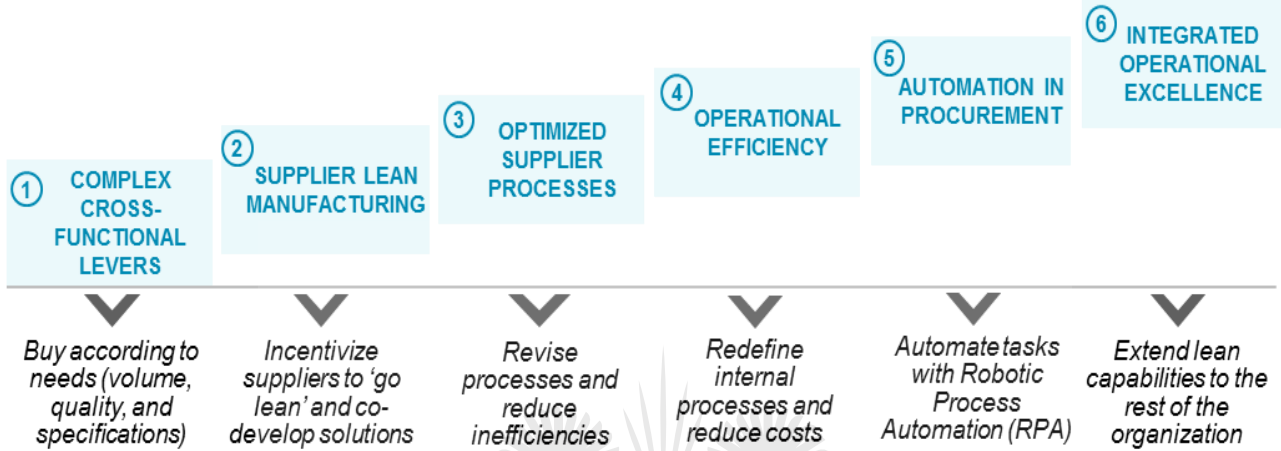 1
COMPLEX
CROSS-
FUNCTIONAL
LEVERS
2
SUPPLIER LEAN
MANUFACTURING
3
OPTIMIZED
SUPPLIER
PROCESSES
4
OPERATIONAL
EFFICIENCY
5
AUTOMATION IN
PROCUREMENT
6
INTEGRATED
OPERATIONAL
EXCELLENCE
Buy according to
needs (volume,
quality, and
specifications)
Incentivize
suppliers to ‘go
lean’ and co-
develop solutions
Revise
processes and
reduce
inefficiencies
Redefine
internal
processes and
reduce costs
Automate tasks
with Robotic
Process
Automation (RPA)
Extend lean
capabilities to the
rest of the
organization